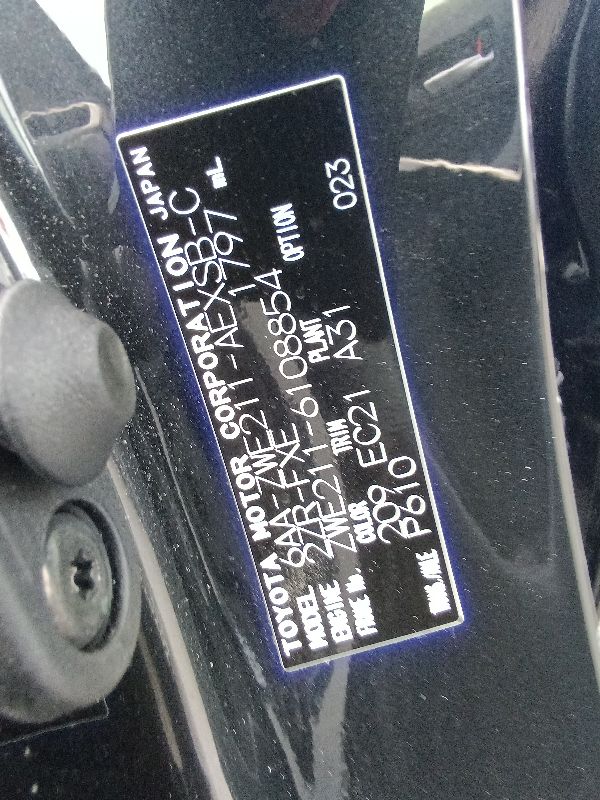 TOYOTA MOTOR CORPORATION JAPAN
MODEL 6AA-ZWE211-AEXSB-C
ENGINE 2ZR-FXE 1797 mL
FRAME No. ZWE211-6108854
COLOR TRIM PLANT OPTION
209 EC21 A31 023
TRANS/AXLE P610